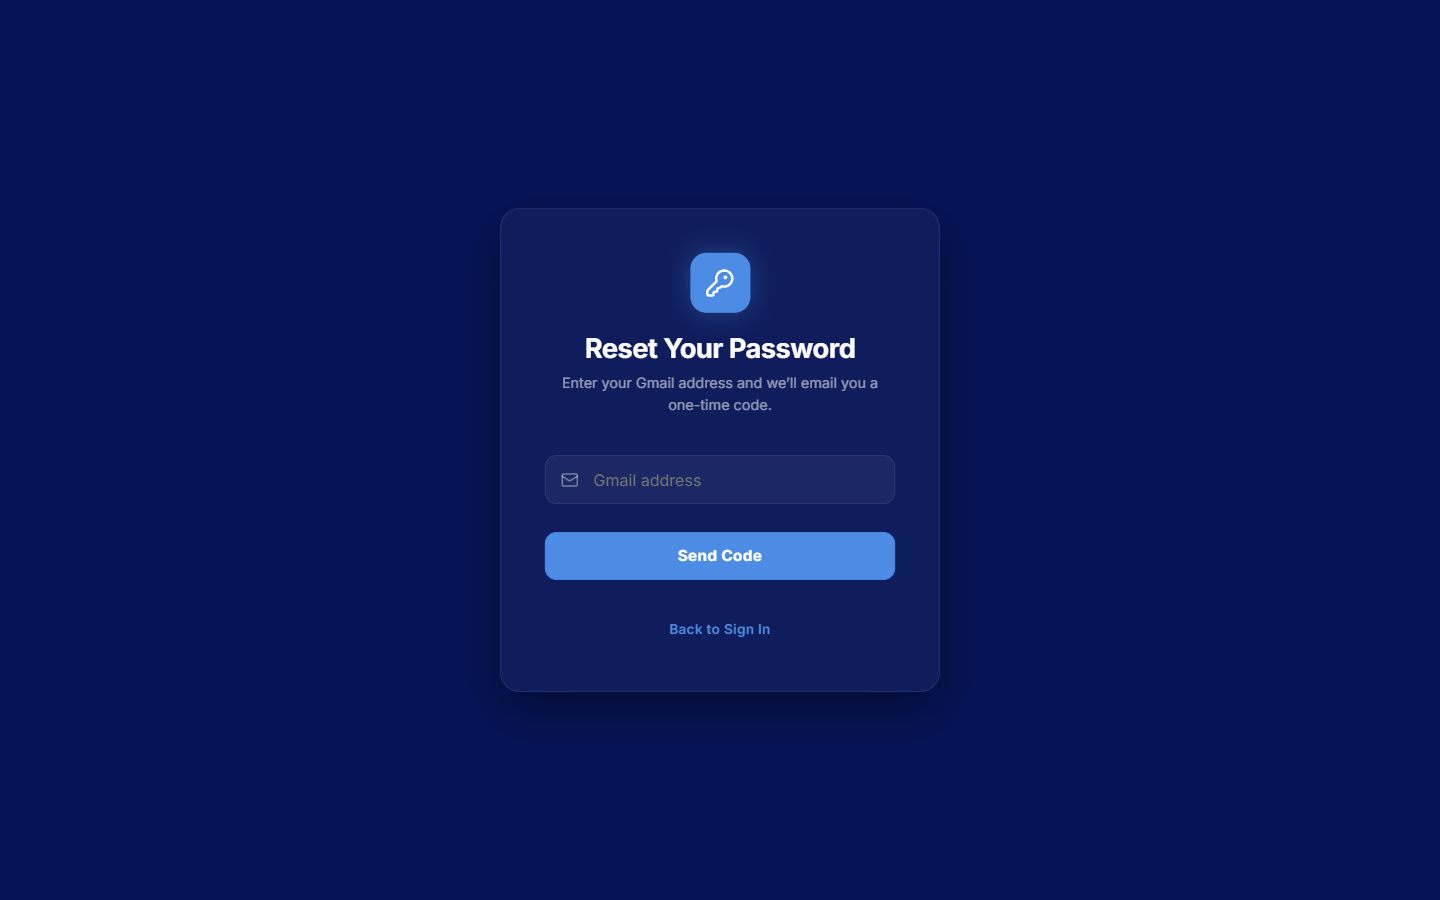 Reset Your Password
Enter your Gmail address and we’ll email you a
one-time code.
Gmail address
Send Code
Back to Sign In